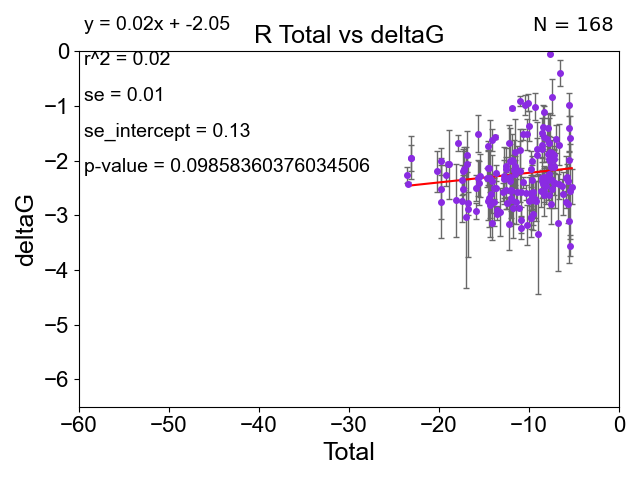 y = 0.02x + -2.05
N = 168
R Total vs deltaG
r^2 = 0.02
se = 0.01
se_intercept = 0.13
p-value = 0.09858360376034506
0
−1
−2
−3
−4
−5
−6
deltaG
−60 −50 −40 −30 −20 −10 0
Total